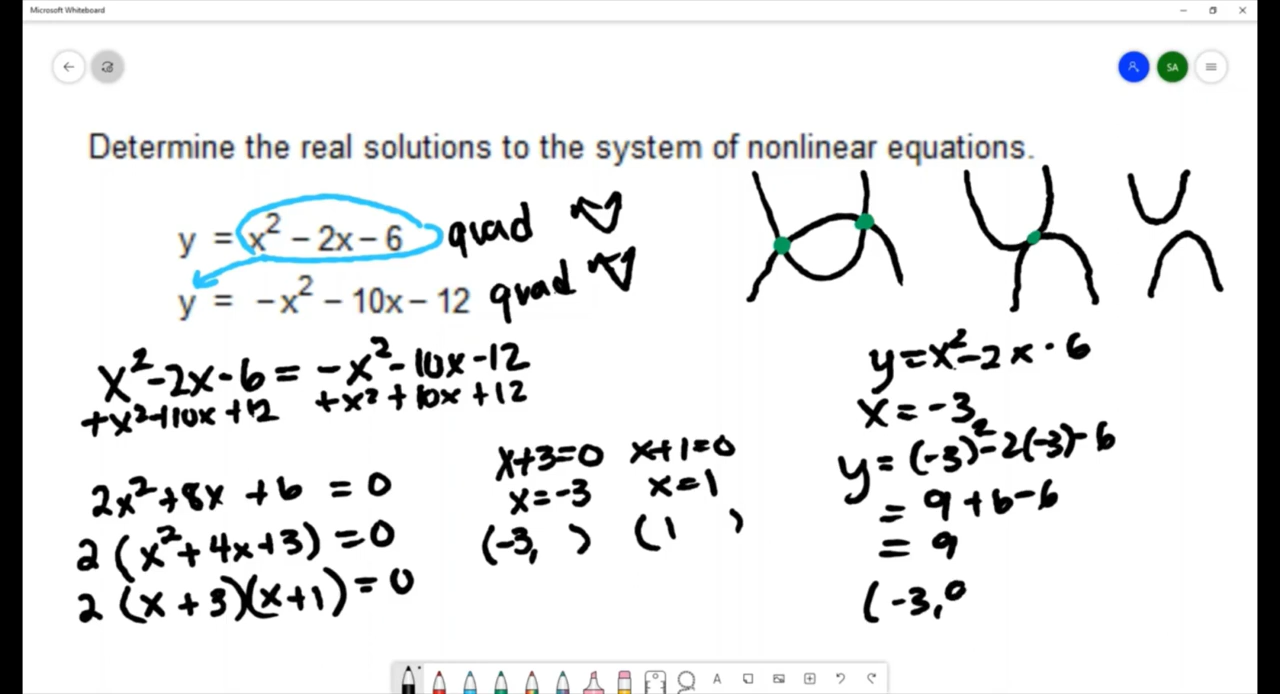 Microsoft Whiteboard
SA
Determine the real solutions to the system of nonlinear equations.
y = x² − 2x − 6 quad
y = −x² − 10x − 12 quad
x²-2x-6 = -x²-10x-12
+x²+10x+12 +x²+10x+12
2x²+8x+6 = 0
2(x²+4x+3) = 0
2(x+3)(x+1) = 0
x+3=0 x+1=0
x=-3 x=1
(-3, ) (1 )
y=x²-2x-6
x=-3
y=(-3)²-2(-3)-6
= 9+6-6
= 9
(-3,9
A